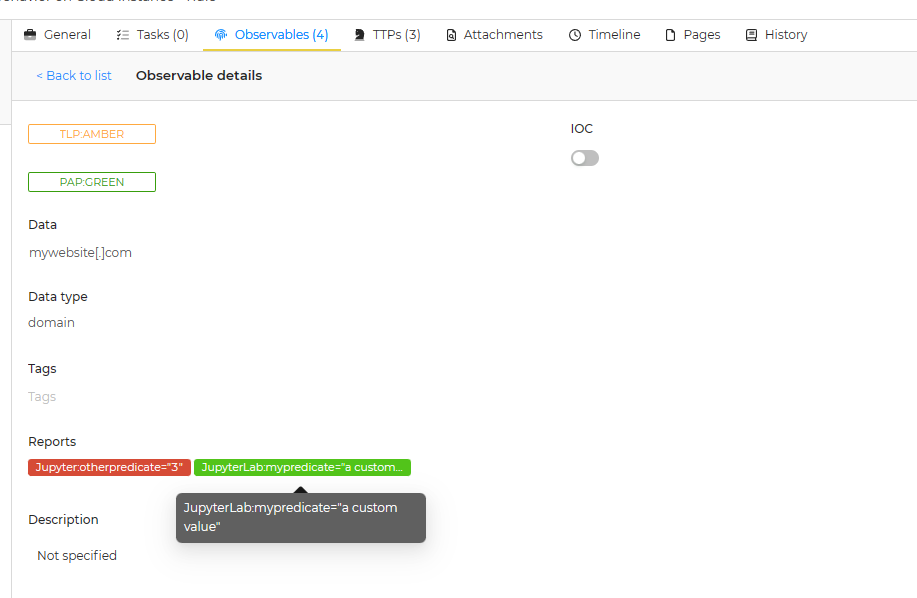 General Tasks (0) Observables (4) TTPs (3) Attachments Timeline Pages History
< Back to list Observable details
TLP:AMBER
IOC
PAP:GREEN
Data
mywebsite[.]com
Data type
domain
Tags
Tags
Reports
Jupyter:otherpredicate="3" JupyterLab:mypredicate="a custom...
JupyterLab:mypredicate="a custom
value"
Description
Not specified